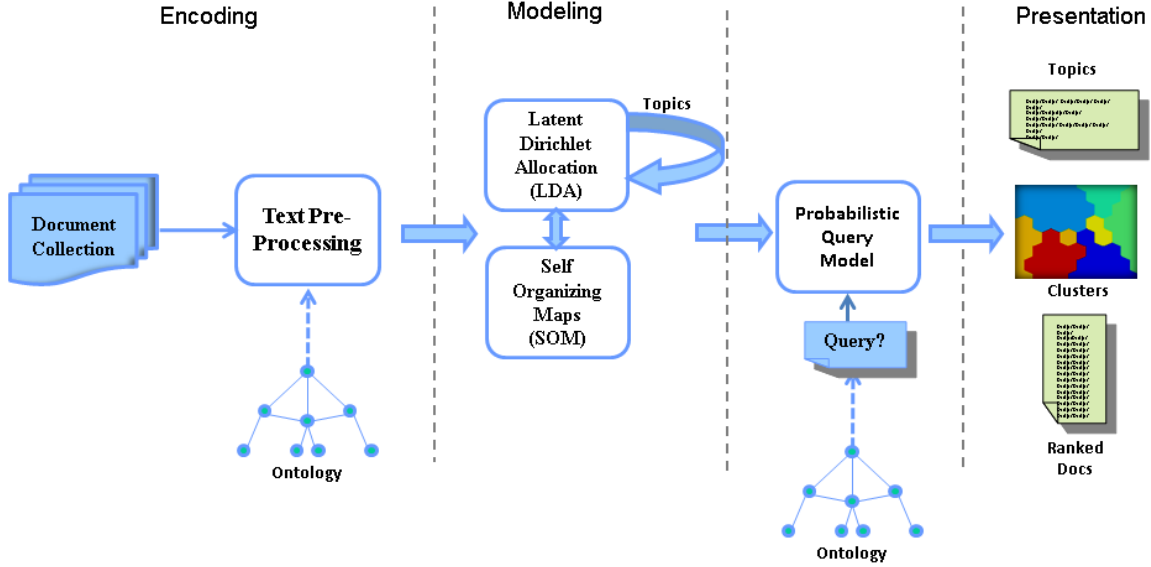 Encoding
Modeling
Presentation
Document
Collection
Text Pre-
Processing
Ontology
Topics
Latent
Dirichlet
Allocation
(LDA)
Self
Organizing
Maps
(SOM)
Probabilistic
Query
Model
Query?
Ontology
Topics
Clusters
Ranked
Docs